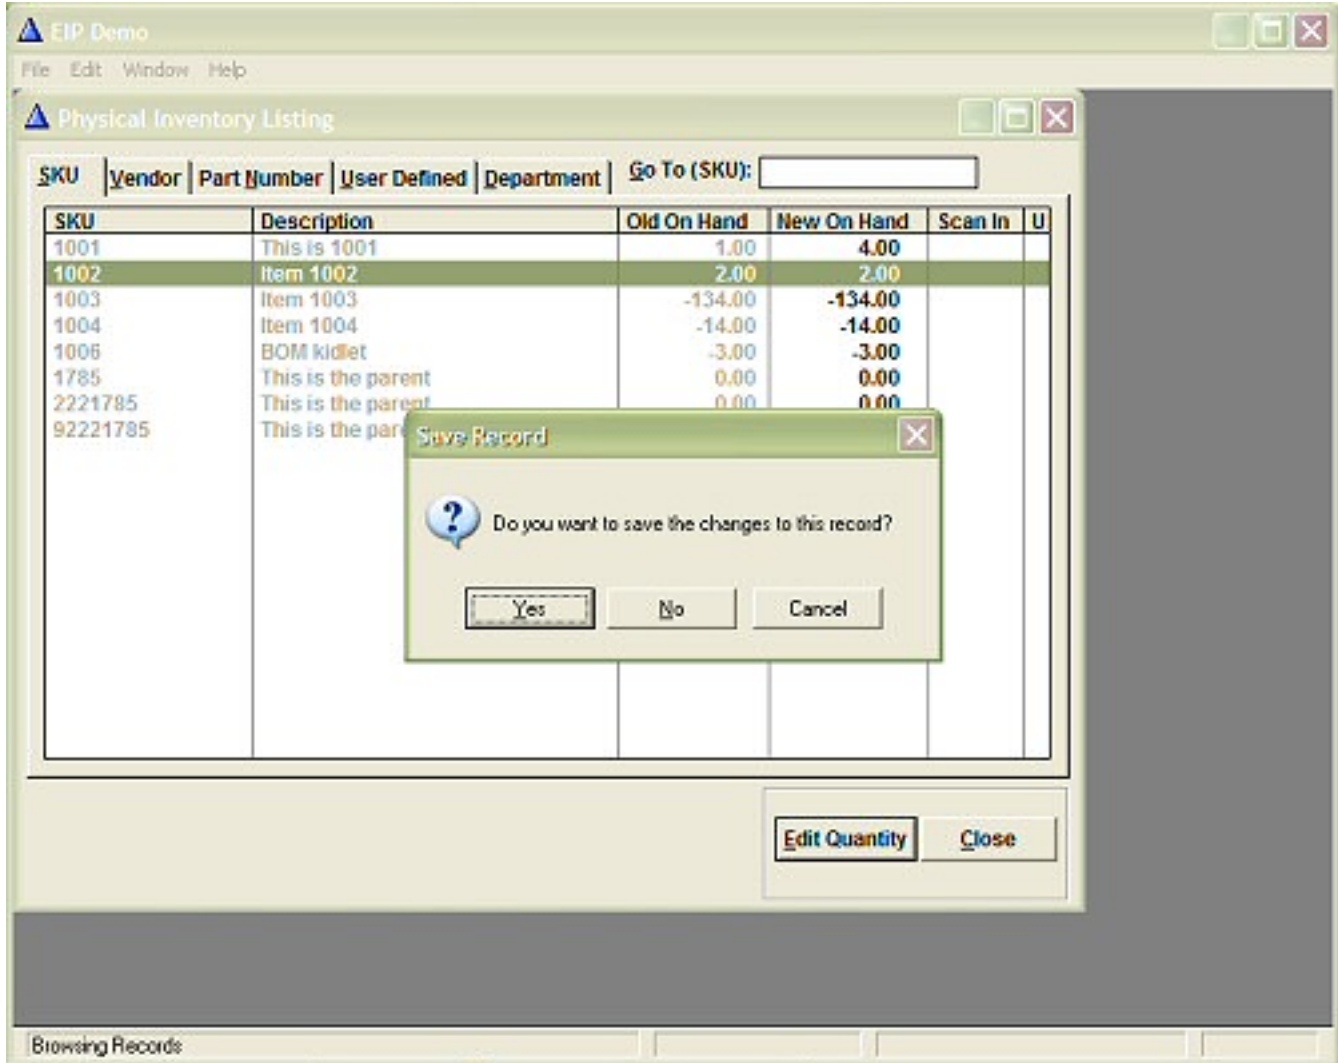 EIP Demo
File Edit Window Help
Physical Inventory Listing
SKU Vendor Part Number User Defined Department Go To (SKU):
SKU Description Old On Hand New On Hand Scan In U
1001 This is 1001 1.00 4.00
1002 Item 1002 2.00 2.00
1003 Item 1003 -134.00 -134.00
1004 Item 1004 -14.00 -14.00
1006 BOM kidlet -3.00 -3.00
1785 This is the parent 0.00 0.00
2221785 This is the parent 0.00 0.00
92221785 This is the par
Save Record
Do you want to save the changes to this record?
Yes No Cancel
Edit Quantity Close
Browsing Records